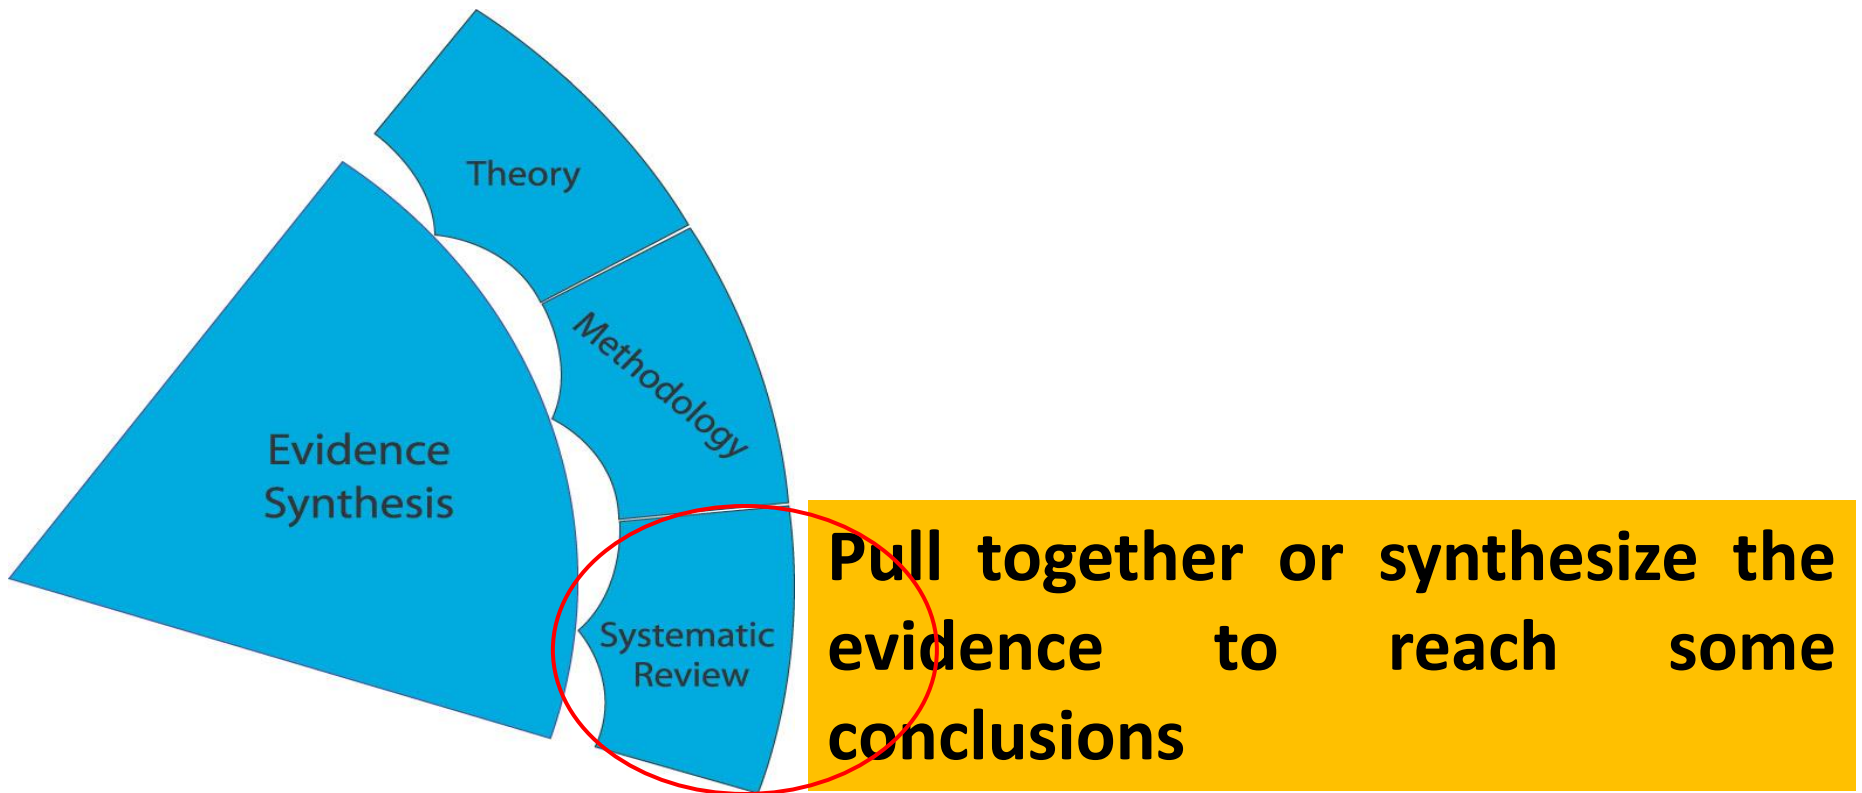 Theory
Methodology
Evidence
Synthesis
Systematic
Review
Pull together or synthesize the
evidence to reach some
conclusions